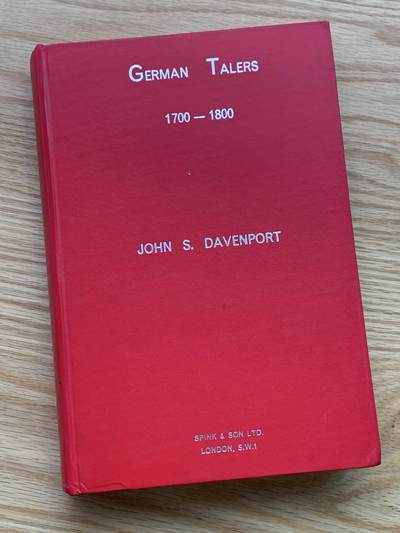 GERMAN TALERS
1700 — 1800
JOHN S. DAVENPORT
SPINK & SON LTD.
LONDON, S.W.1